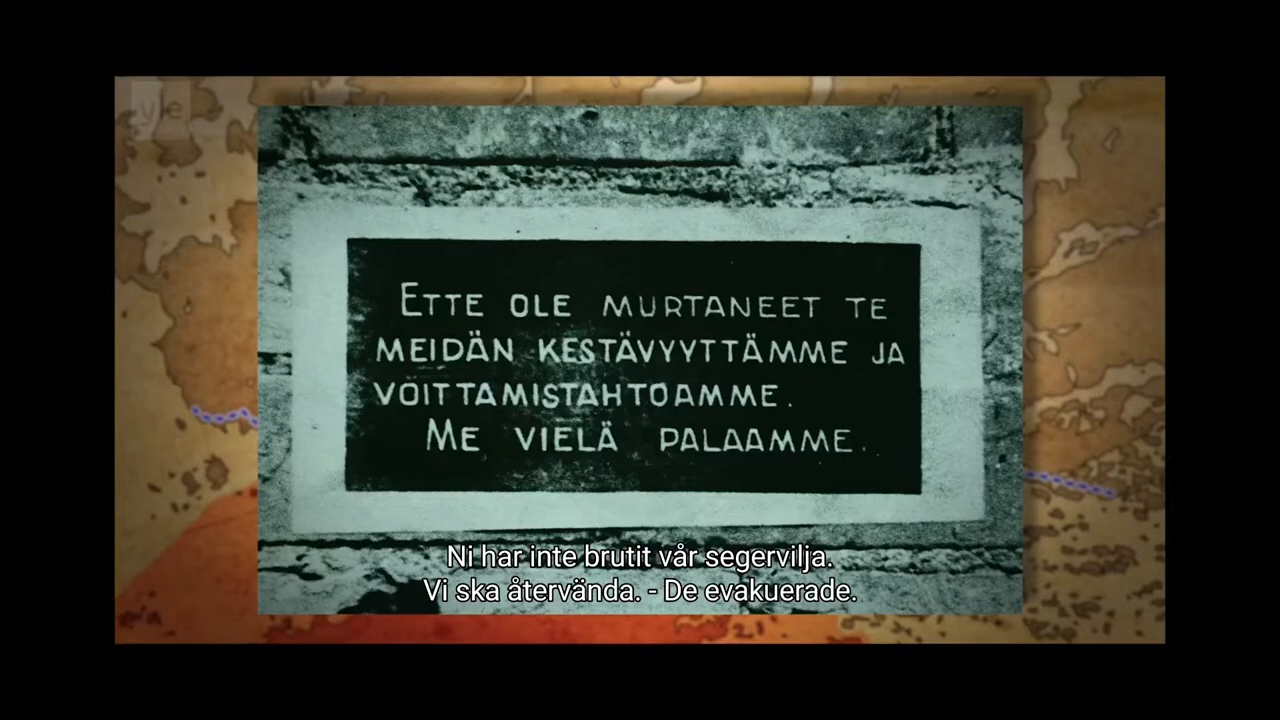 yle
ETTE OLE MURTANEET TE
MEIDÄN KESTÄVYYTTÄMME JA
VOITTAMISTAHTOAMME.
ME VIELÄ PALAAMME.
Ni har inte brutit vår segervilja.
Vi ska återvända. - De evakuerade.